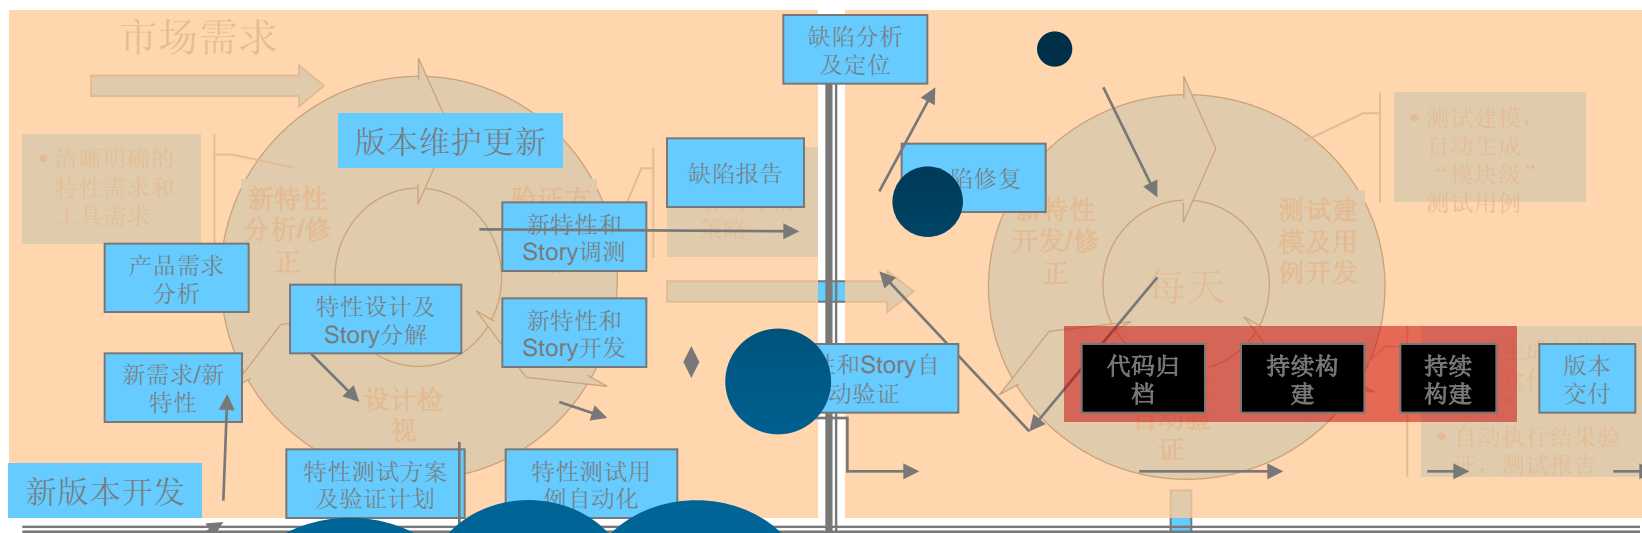 市场需求
缺陷分析
及定位
版本维护更新
• 清晰明确的
特性需求和
工具需求
新特性
分析/修
正
验证方
缺陷报告
策略
陷修复
• 测试建模,
自动生成
“模块级”
测试用例
新特性和
Story调测
新特性
开发/修
正
测试建
模及用
例开发
产品需求
分析
特性设计及
Story分解
新特性和
Story开发
每天
新需求/新
特性
设计检
视
性和Story自
动验证
代码归
档
持续构
建
持续
构建
版本
交付
自动验
证
• 自动执行结果验
证, 测试报告
新版本开发
特性测试方案
及验证计划
特性测试用
例自动化